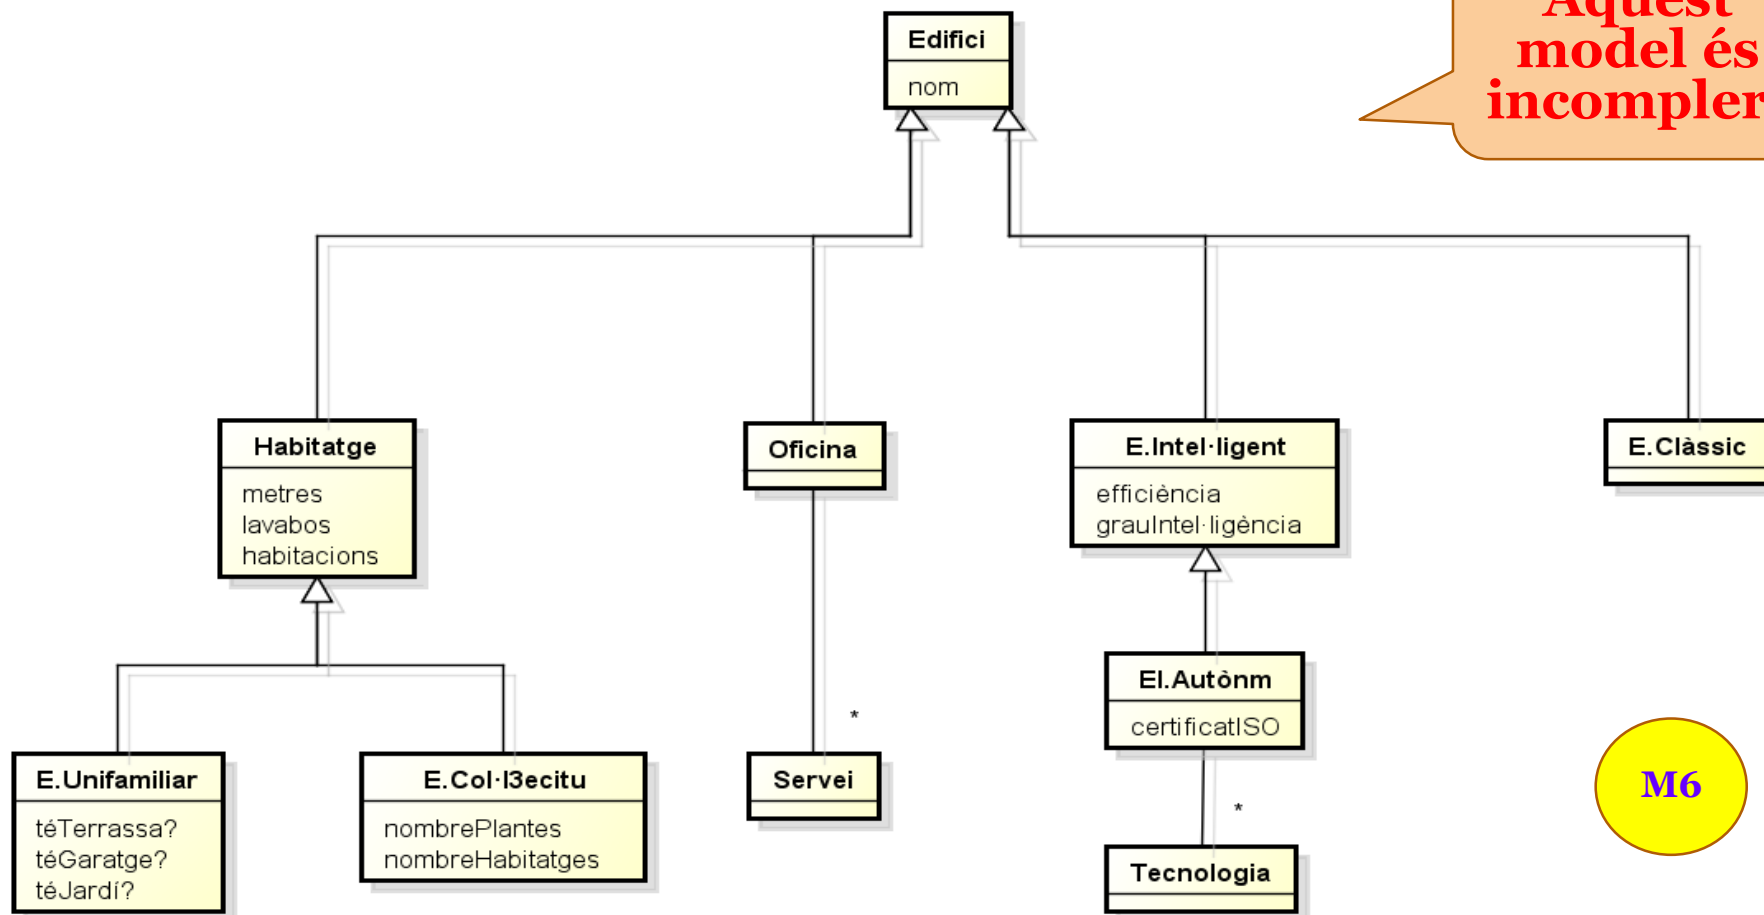 Edifici
nom
Aquest
model és
incompler
Habitatge
metres
lavabos
habitacions
Oficina
E.Intel·ligent
efficiència
grauIntel·ligència
E.Clàssic
El.Autònm
certificatISO
*
E.Unifamiliar
téTerrassa?
téGaratge?
téJardí?
E.Col·l3ecitu
nombrePlantes
nombreHabitatges
Servei
*
Tecnologia
M6